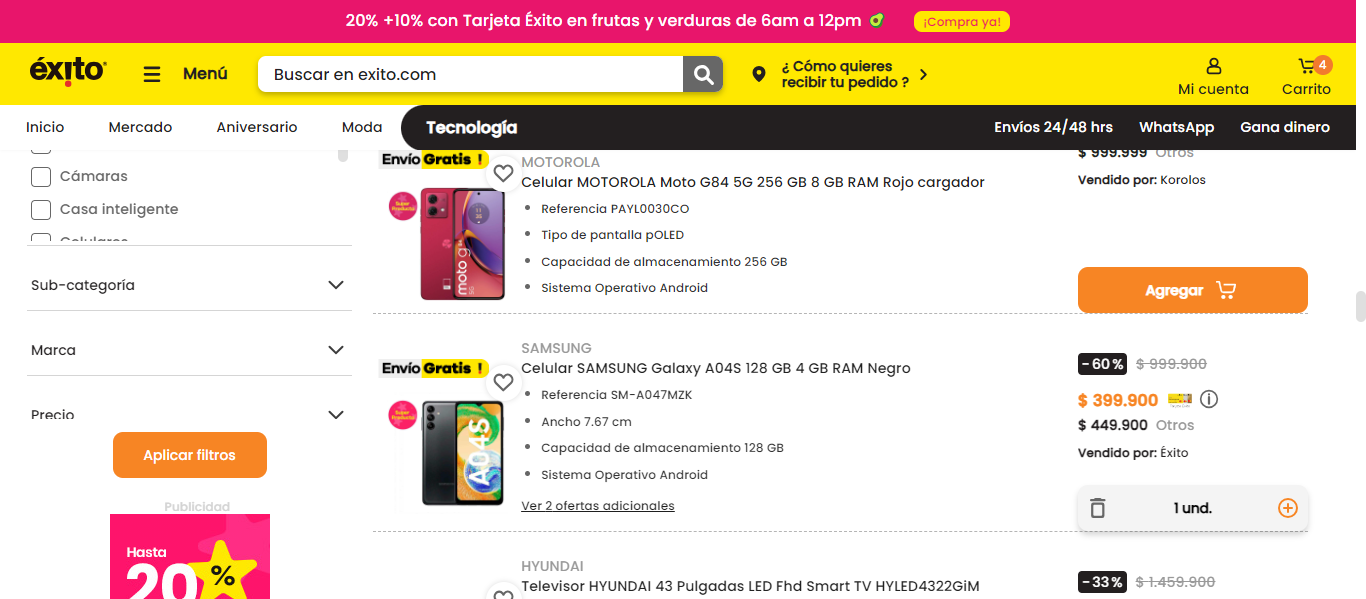 20% +10% con Tarjeta Éxito en frutas y verduras de 6am a 12pm
¡Compra ya!
éxito
Menú
Buscar en exito.com
¿ Cómo quieres
recibir tu pedido ?
Mi cuenta
4
Carrito
Inicio
Mercado
Aniversario
Moda
Tecnología
Envíos 24/48 hrs
WhatsApp
Gana dinero
Cámaras
Casa inteligente
Celulares
Sub-categoría
Marca
Precio
Aplicar filtros
Publicidad
Hasta
20%
Envío Gratis !
Super Producto
moto g84
MOTOROLA
Celular MOTOROLA Moto G84 5G 256 GB 8 GB RAM Rojo cargador
Referencia PAYL0030CO
Tipo de pantalla pOLED
Capacidad de almacenamiento 256 GB
Sistema Operativo Android
$ 999.999 Otros
Vendido por: Korolos
Agregar
Envío Gratis !
Super Producto
A04S
SAMSUNG
Celular SAMSUNG Galaxy A04S 128 GB 4 GB RAM Negro
Referencia SM-A047MZK
Ancho 7.67 cm
Capacidad de almacenamiento 128 GB
Sistema Operativo Android
Ver 2 ofertas adicionales
-60% $ 999.900
$ 399.900
$ 449.900 Otros
Vendido por: Éxito
1 und.
HYUNDAI
Televisor HYUNDAI 43 Pulgadas LED Fhd Smart TV HYLED4322GiM
-33% $ 1.459.900